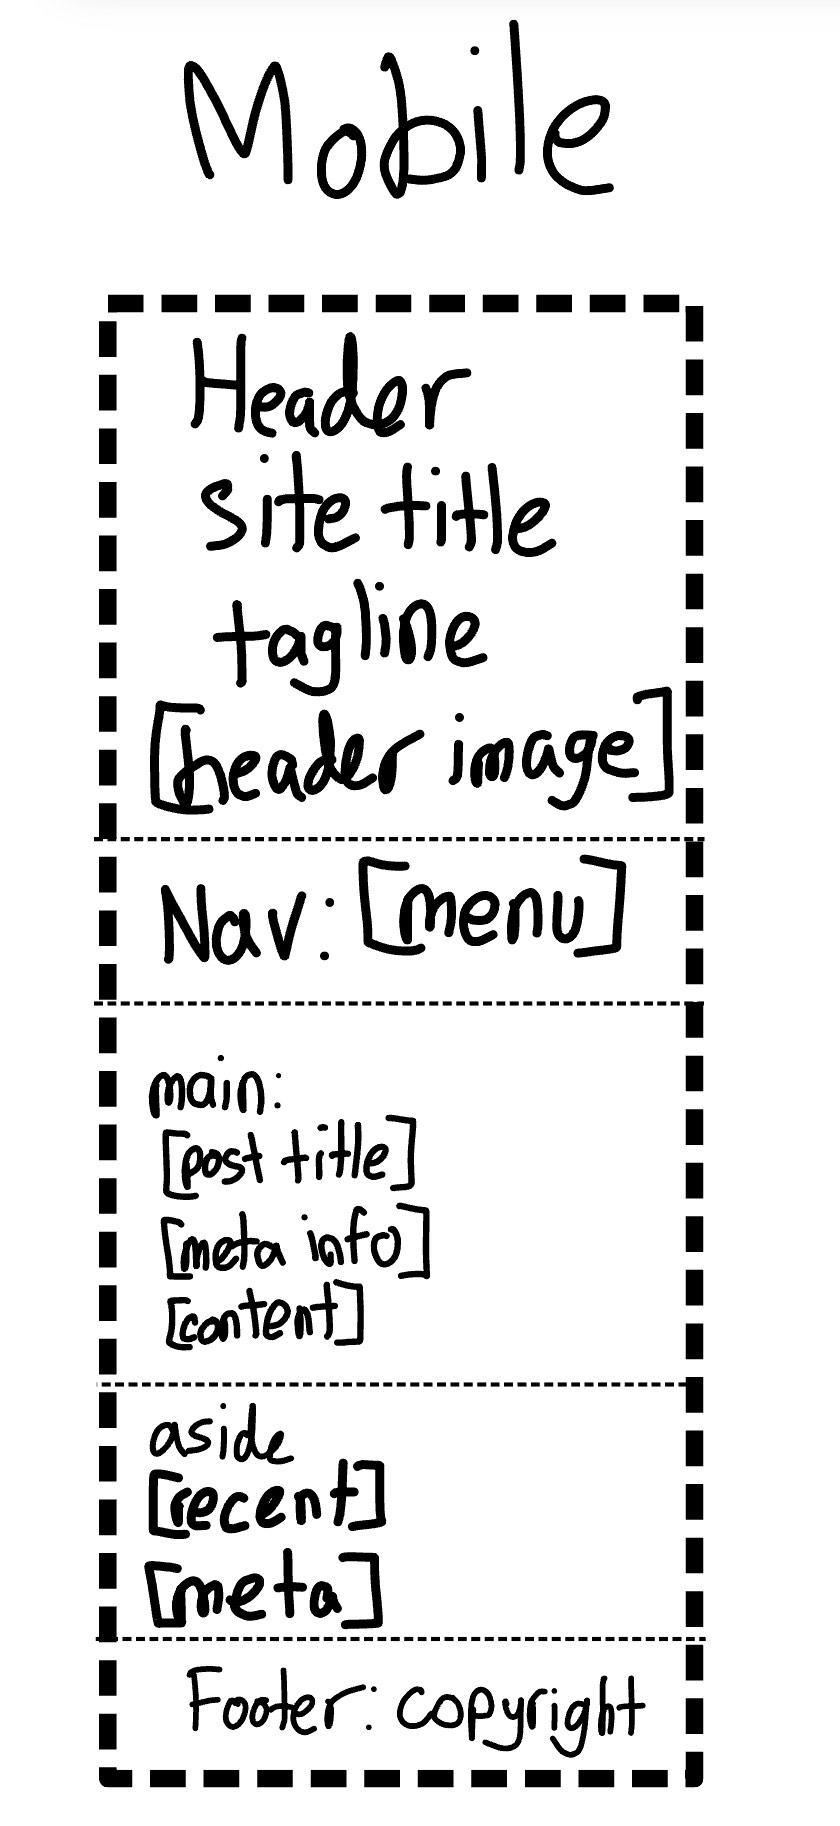 Mobile
Header
site title
tagline
[header image]
Nav: [menu]
main:
[post title]
[meta info]
[content]
aside
[recent]
[meta]
Footer: copyright